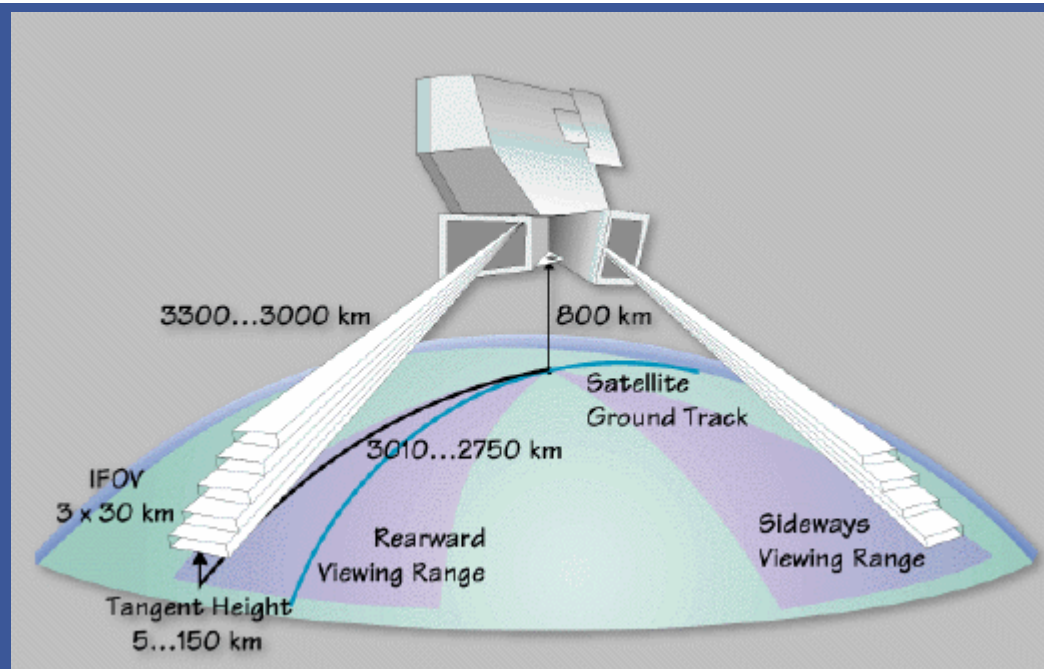 3300...3000 km
800 km
Satellite
Ground Track
3010...2750 km
IFOV
3 x 30 km
Rearward
Viewing Range
Sideways
Viewing Range
Tangent Height
5...150 km